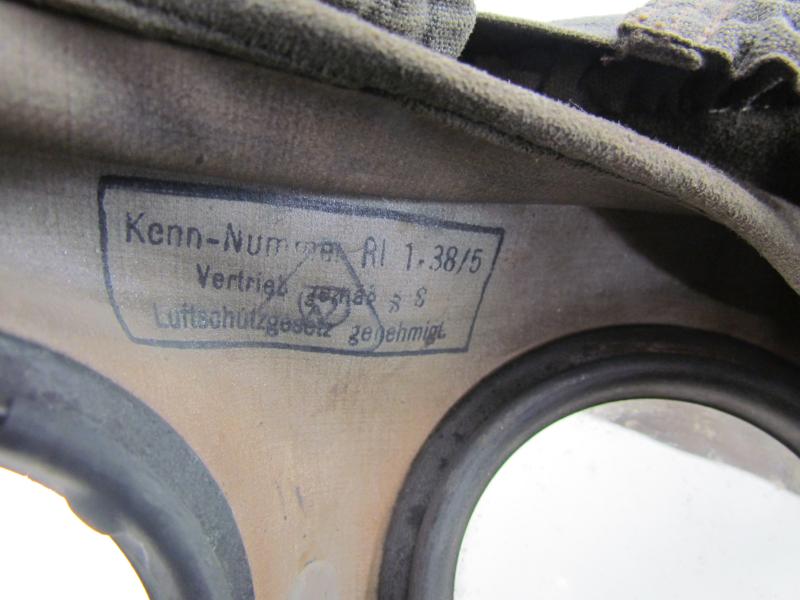 Kenn-Nummer RI 1.38/5
Vertrieb gemäß § 8
Luftschutzgesetz genehmigt.